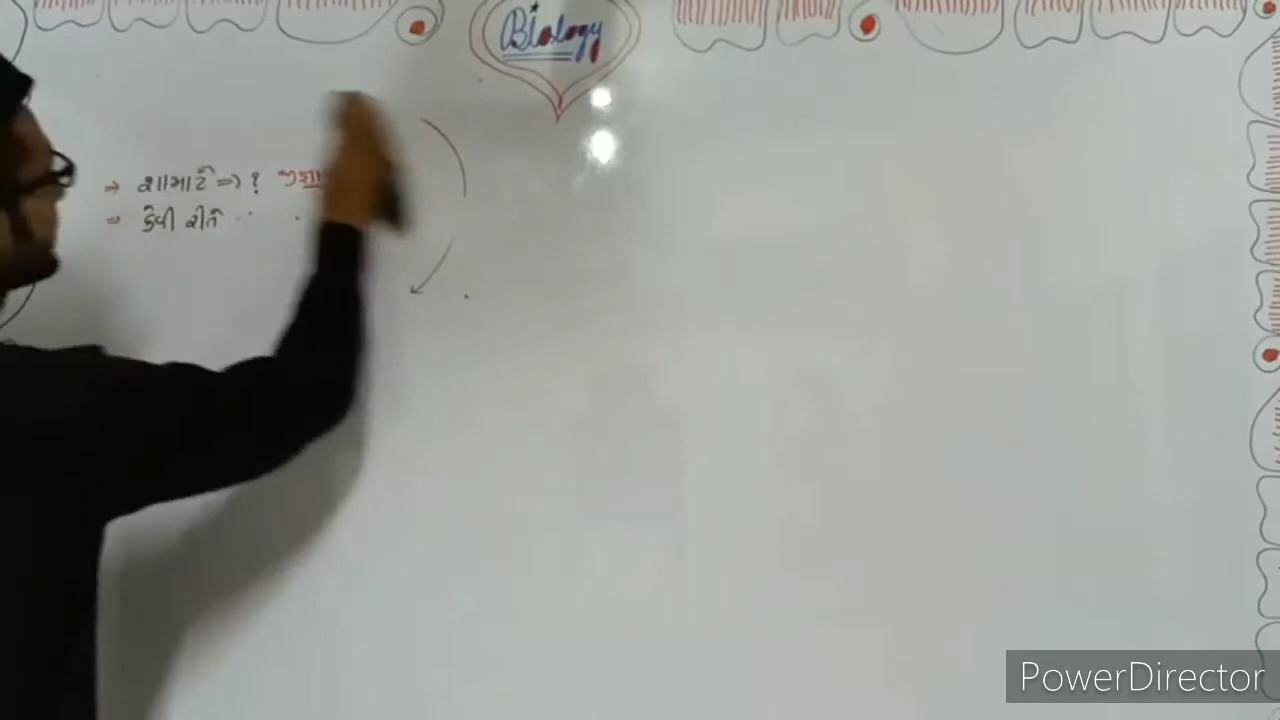 Biology
→ શામાટે => ?
→ કેવી રીતે
PowerDirector